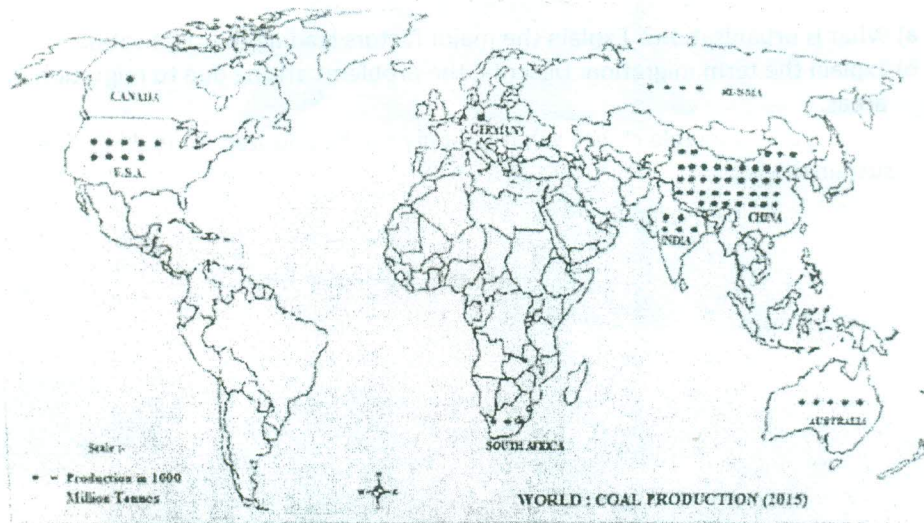 CANADA
U.S.A.
GERMANY
RUSSIA
CHINA
INDIA
AUSTRALIA
SOUTH AFRICA
Scale :-
Production in 1000
Million Tonnes
N
W E
S
WORLD : COAL PRODUCTION (2015)